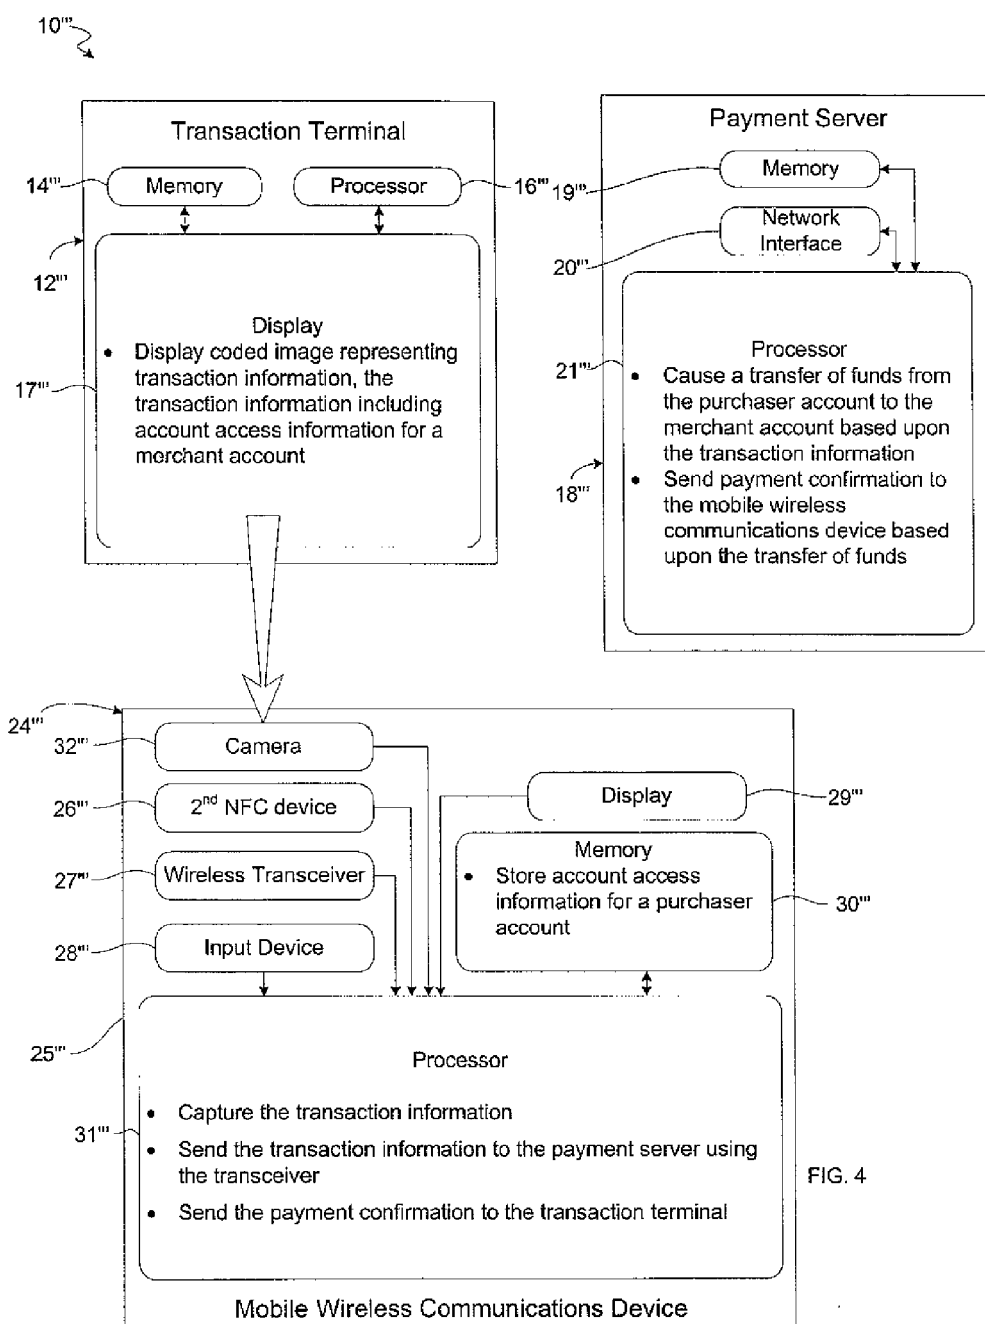 10'''
Transaction Terminal
14'''
Memory
Processor
16'''
12'''
Display
• Display coded image representing
transaction information, the
transaction information including
account access information for a
merchant account
17'''
Payment Server
Memory
19'''
Network
Interface
20'''
Processor
21'''
• Cause a transfer of funds from
the purchaser account to the
merchant account based upon
the transaction information
• Send payment confirmation to
the mobile wireless
communications device based
upon the transfer of funds
18'''
24'''
32'''
Camera
26'''
2nd NFC device
27'''
Wireless Transceiver
28'''
Input Device
Display
29'''
Memory
• Store account access
information for a purchaser
account
30'''
25'''
Processor
• Capture the transaction information
31'''
• Send the transaction information to the payment server using
the transceiver
• Send the payment confirmation to the transaction terminal
FIG. 4
Mobile Wireless Communications Device